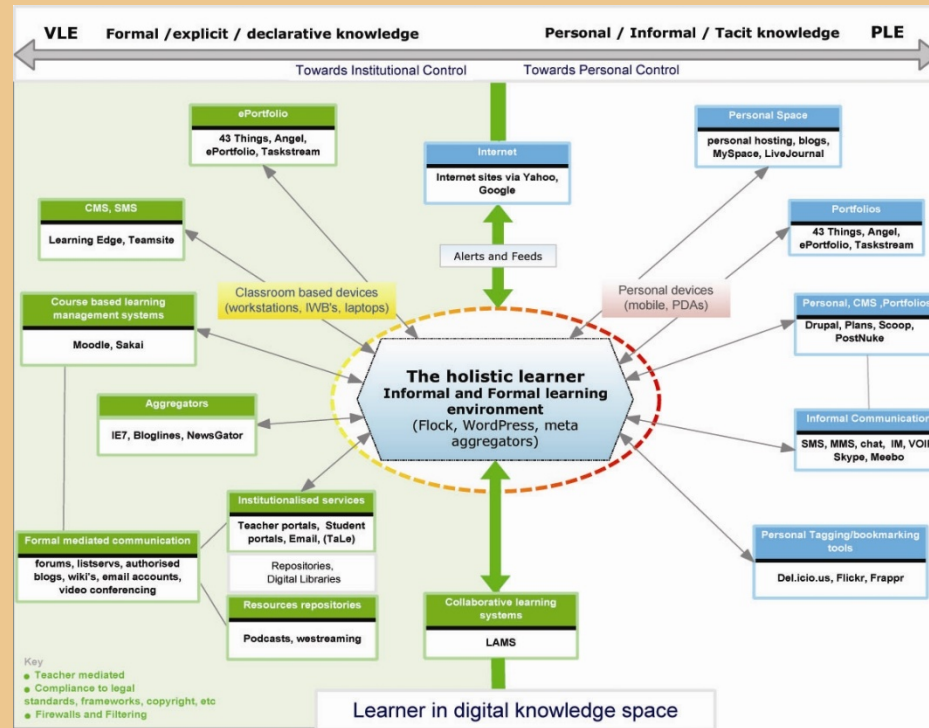 VLE Formal /explicit / declarative knowledge Personal / Informal / Tacit knowledge PLE
Towards Institutional Control Towards Personal Control
ePortfolio
43 Things, Angel,
ePortfolio, Taskstream
Internet
Internet sites via Yahoo,
Google
Personal Space
personal hosting, blogs,
MySpace, LiveJournal
CMS, SMS
Learning Edge, Teamsite
Portfolios
43 Things, Angel,
ePortfolio, Taskstream
Alerts and Feeds
Classroom based devices
(workstations, IWB's, laptops)
Personal devices
(mobile, PDAs)
Course based learning
management systems
Moodle, Sakai
Personal, CMS ,Portfolios
Drupal, Plans, Scoop,
PostNuke
The holistic learner
Informal and Formal learning
environment
(Flock, WordPress, meta
aggregators)
Aggregators
IE7, Bloglines, NewsGator
Informal Communication
SMS, MMS, chat, IM, VOIP
Skype, Meebo
Institutionalised services
Teacher portals, Student
portals, Email, (TaLe)
Repositories,
Digital Libraries
Formal mediated communication
forums, listservs, authorised
blogs, wiki's, email accounts,
video conferencing
Personal Tagging/bookmarking
tools
Del.icio.us, Flickr, Frappr
Resources repositories
Podcasts, westreaming
Collaborative learning
systems
LAMS
Key
Teacher mediated
Compliance to legal
standards, frameworks, copyright, etc
Firewalls and Filtering
Learner in digital knowledge space